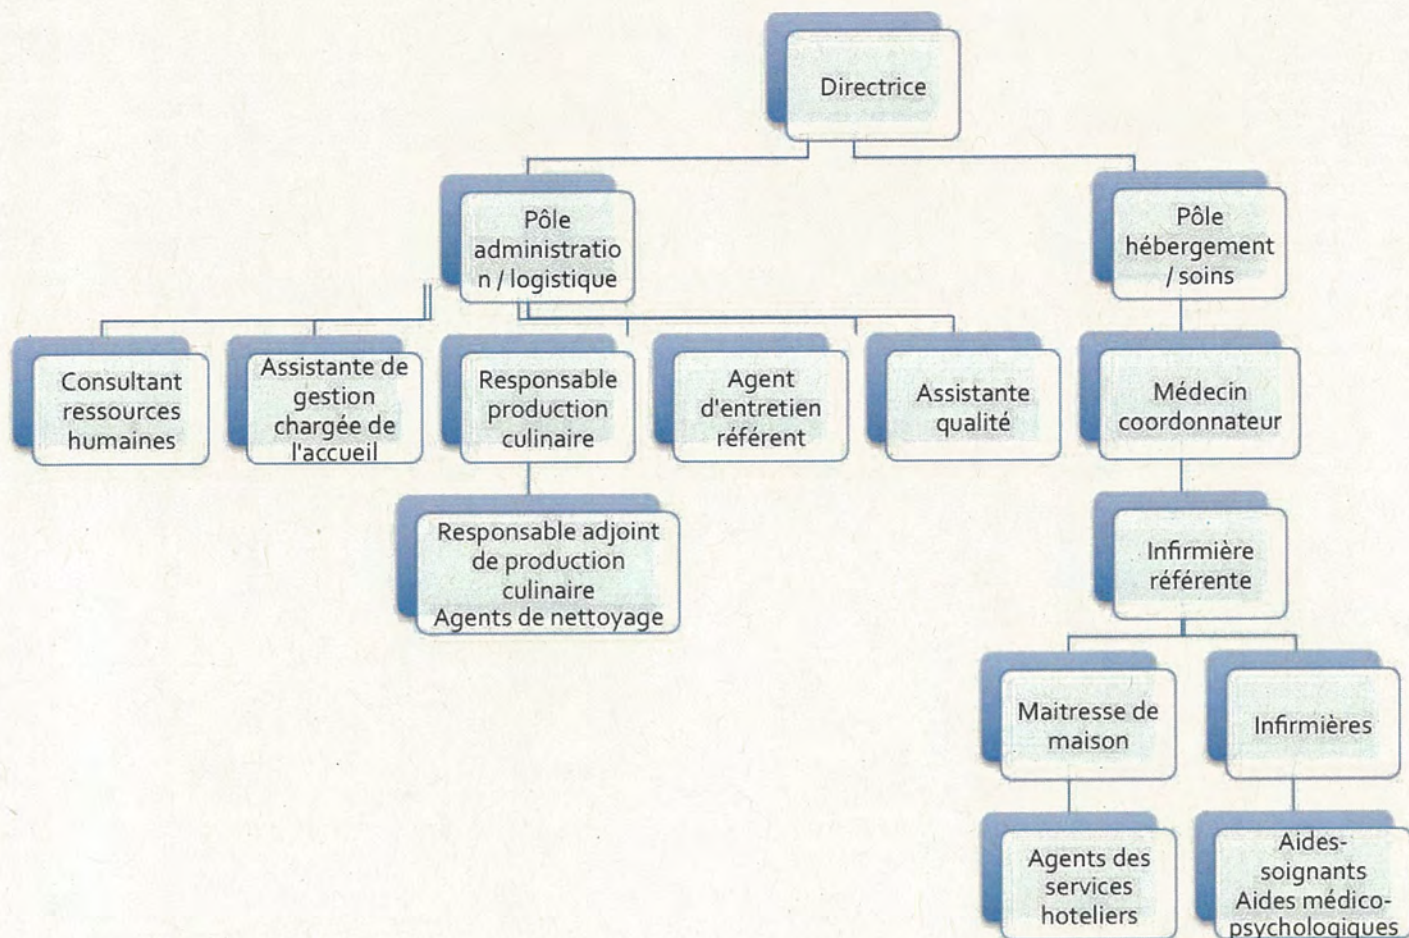 Directrice
Pôle
administratio
n / logistique
Pôle
hébergement
/ soins
Consultant
ressources
humaines
Assistante de
gestion
chargée de
l'accueil
Responsable
production
culinaire
Agent
d'entretien
référent
Assistante
qualité
Médecin
coordonnateur
Responsable adjoint
de production
culinaire
Agents de nettoyage
Infirmière
référente
Maitresse de
maison
Infirmières
Agents des
services
hoteliers
Aides-
soignants
Aides médico-
psychologiques